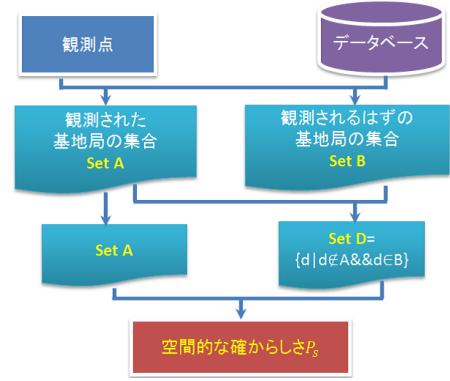 観測点
データベース
観測された
基地局の集合
Set A
観測されるはずの
基地局の集合
Set B
Set A
Set D=
{d|d∉A&&d∈B}
空間的な確からしさPs